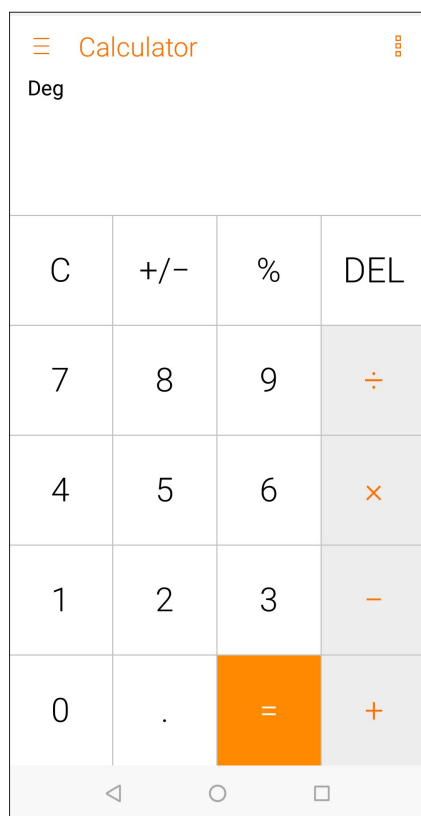 Calculator
Deg
C +/− % DEL
7 8 9 ÷
4 5 6 ×
1 2 3 −
0 . = +